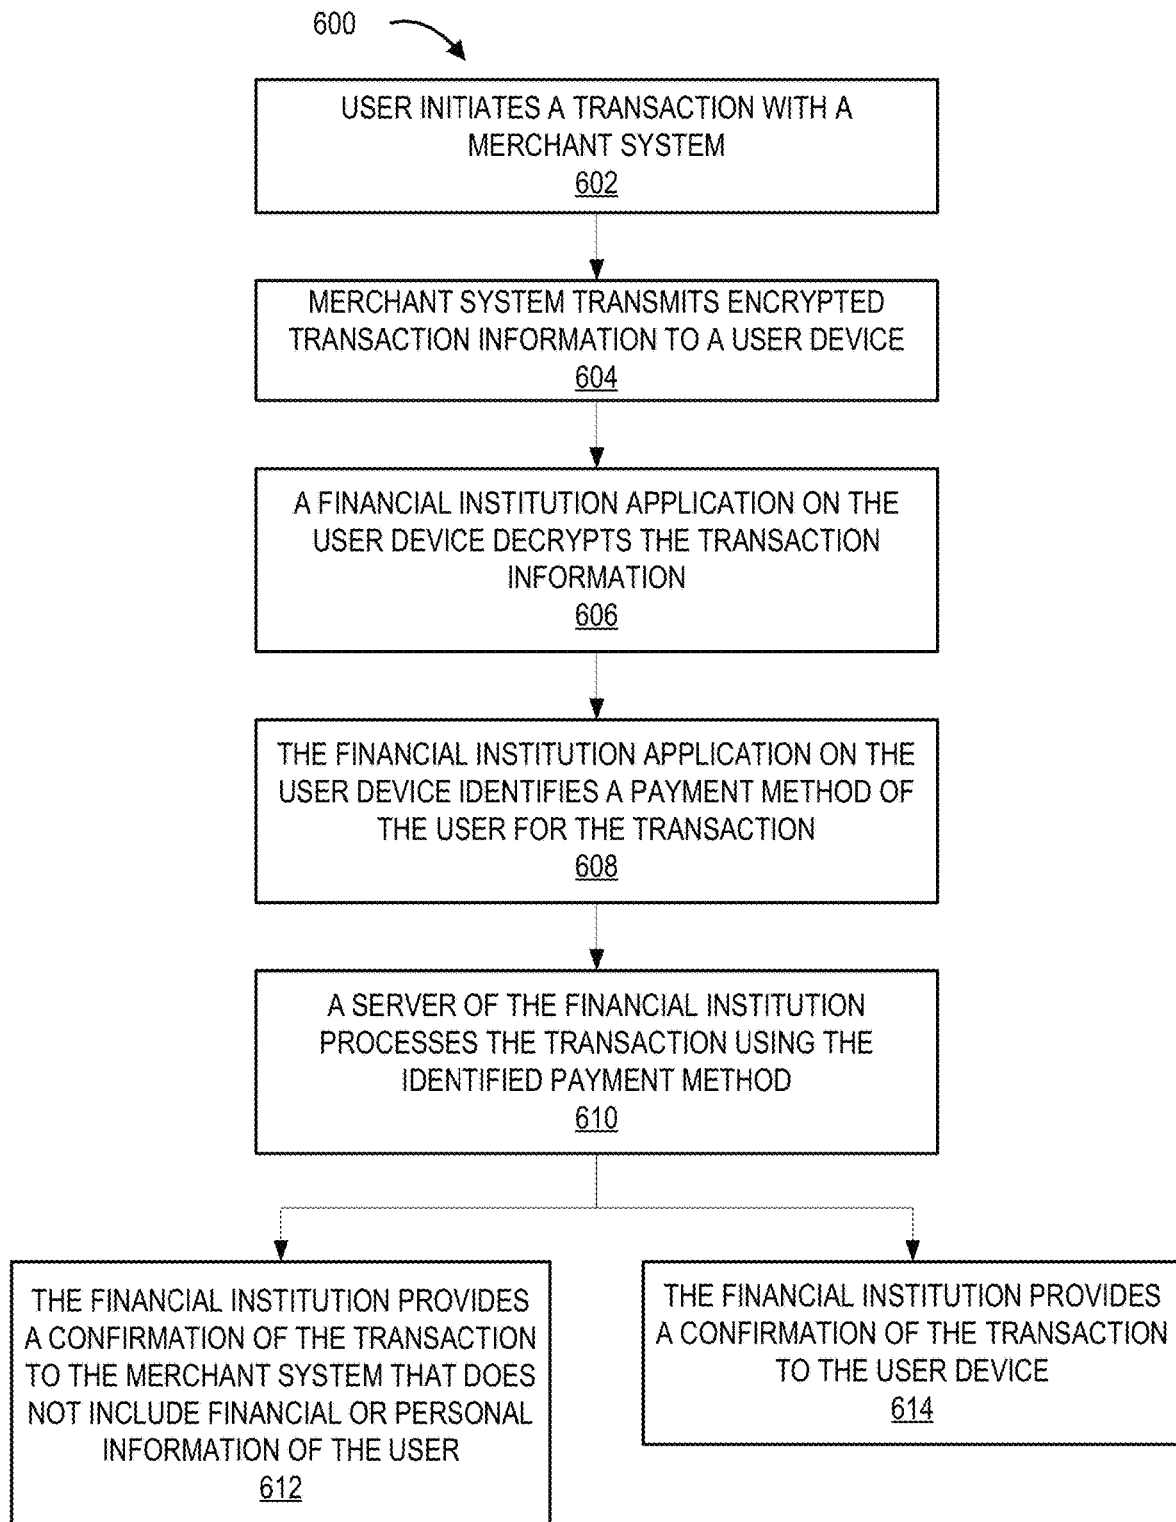 600
USER INITIATES A TRANSACTION WITH A
MERCHANT SYSTEM
602
MERCHANT SYSTEM TRANSMITS ENCRYPTED
TRANSACTION INFORMATION TO A USER DEVICE
604
A FINANCIAL INSTITUTION APPLICATION ON THE
USER DEVICE DECRYPTS THE TRANSACTION
INFORMATION
606
THE FINANCIAL INSTITUTION APPLICATION ON THE
USER DEVICE IDENTIFIES A PAYMENT METHOD OF
THE USER FOR THE TRANSACTION
608
A SERVER OF THE FINANCIAL INSTITUTION
PROCESSES THE TRANSACTION USING THE
IDENTIFIED PAYMENT METHOD
610
THE FINANCIAL INSTITUTION PROVIDES
A CONFIRMATION OF THE TRANSACTION
TO THE MERCHANT SYSTEM THAT DOES
NOT INCLUDE FINANCIAL OR PERSONAL
INFORMATION OF THE USER
612
THE FINANCIAL INSTITUTION PROVIDES
A CONFIRMATION OF THE TRANSACTION
TO THE USER DEVICE
614